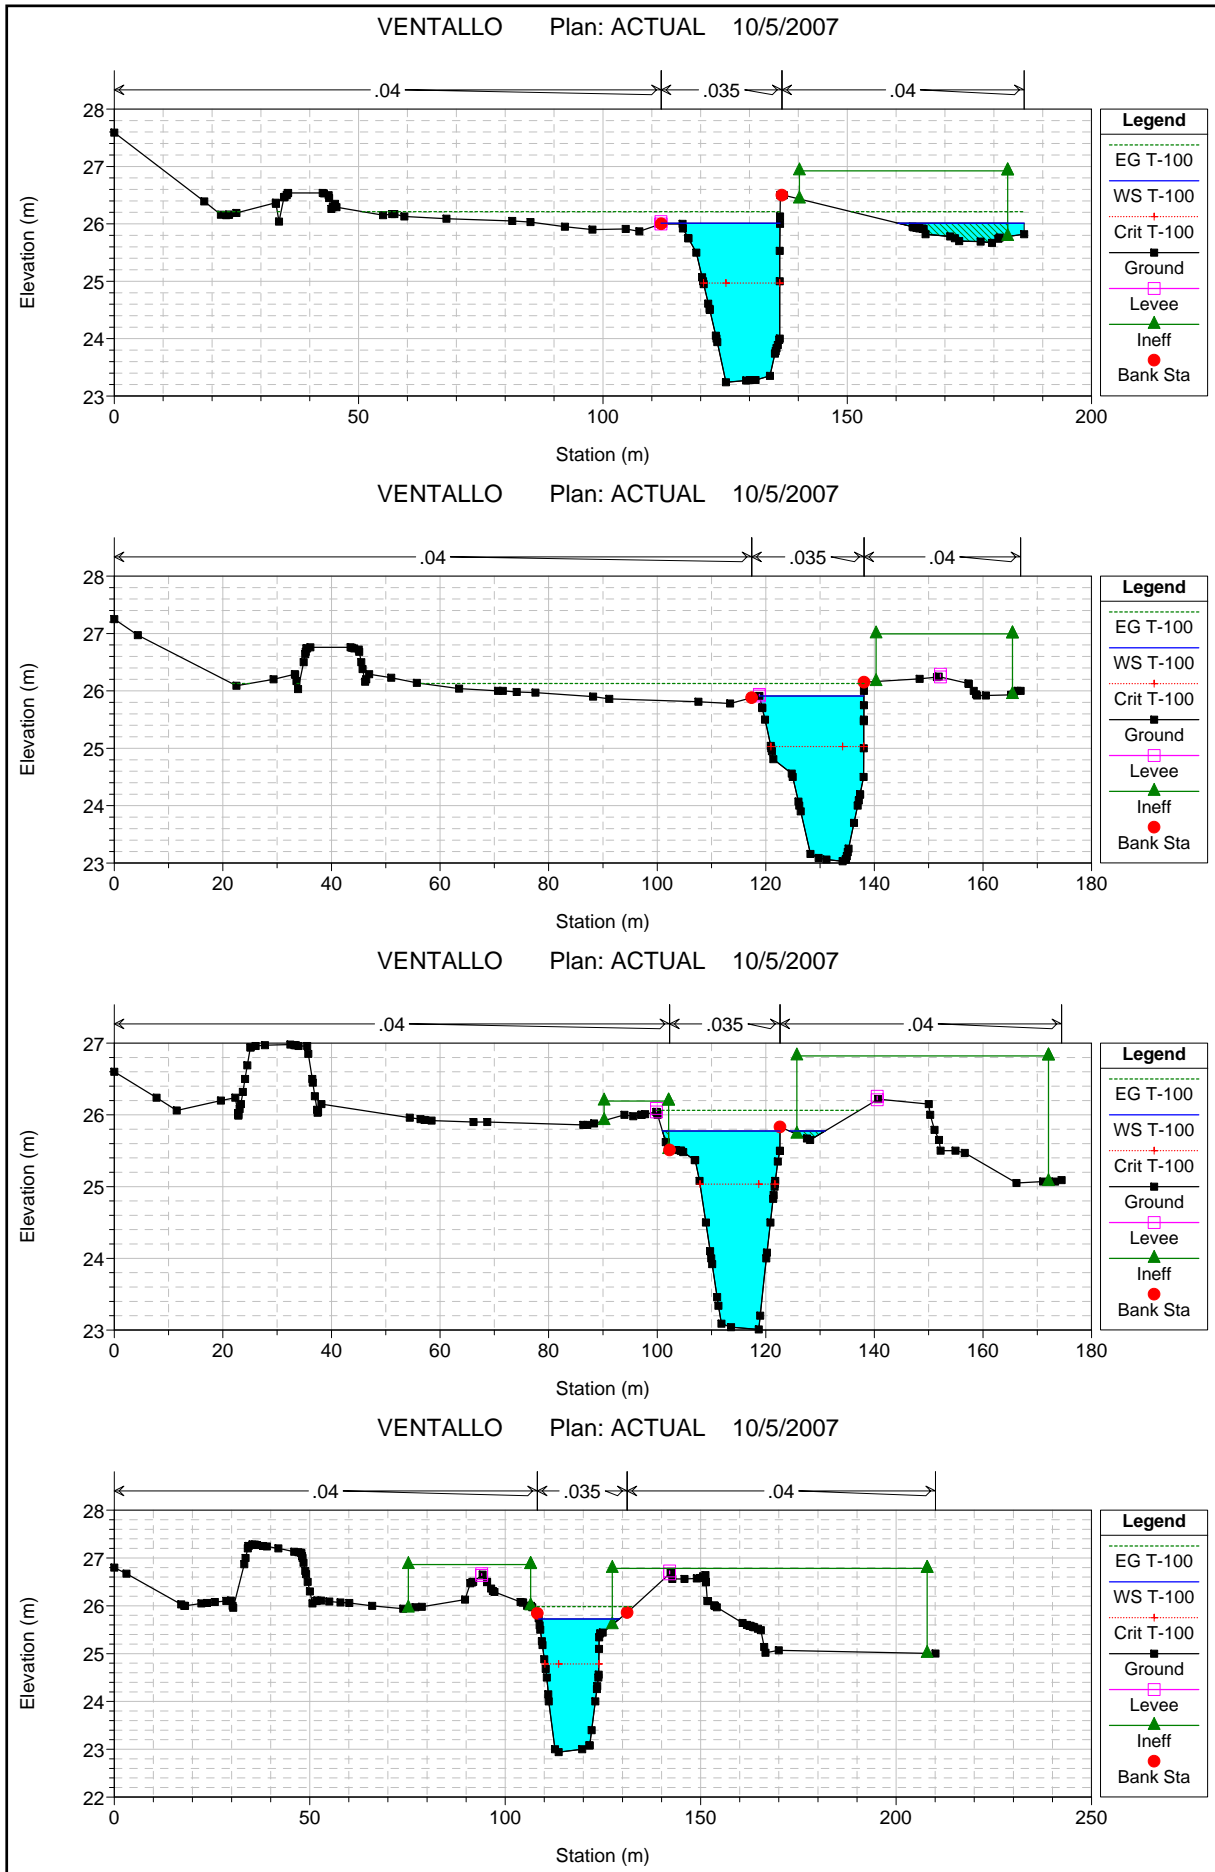 VENTALLO Plan: ACTUAL 10/5/2007
.04 .035 .04
28
27
26
25
24
23
0 50 100 150 200
Station (m)
Elevation (m)
Legend
EG T-100
WS T-100
Crit T-100
Ground
Levee
Ineff
Bank Sta
VENTALLO Plan: ACTUAL 10/5/2007
.04 .035 .04
28
27
26
25
24
23
0 20 40 60 80 100 120 140 160 180
Station (m)
Elevation (m)
Legend
EG T-100
WS T-100
Crit T-100
Ground
Levee
Ineff
Bank Sta
VENTALLO Plan: ACTUAL 10/5/2007
.04 .035 .04
27
26
25
24
23
0 20 40 60 80 100 120 140 160 180
Station (m)
Elevation (m)
Legend
EG T-100
WS T-100
Crit T-100
Ground
Levee
Ineff
Bank Sta
VENTALLO Plan: ACTUAL 10/5/2007
.04 .035 .04
28
27
26
25
24
23
22
0 50 100 150 200 250
Station (m)
Elevation (m)
Legend
EG T-100
WS T-100
Crit T-100
Ground
Levee
Ineff
Bank Sta